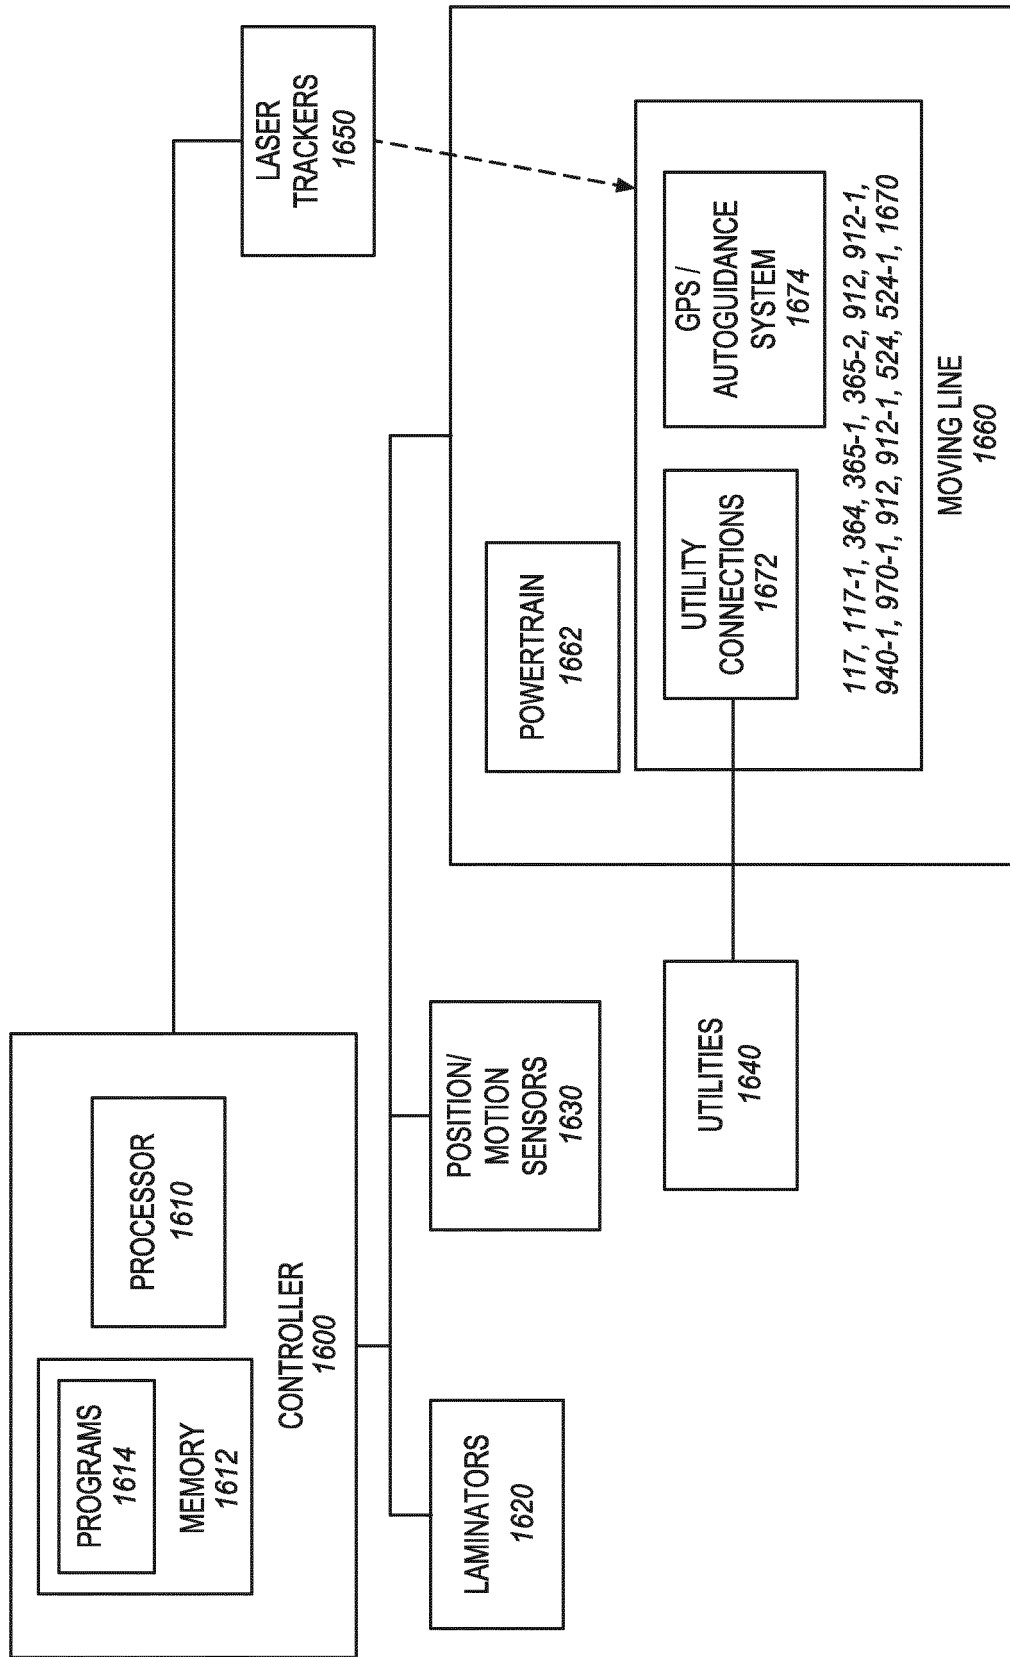 PROGRAMS
1614
MEMORY
1612
PROCESSOR
1610
CONTROLLER
1600
LASER
TRACKERS
1650
LAMINATORS
1620
POSITION/
MOTION
SENSORS
1630
UTILITIES
1640
POWERTRAIN
1662
UTILITY
CONNECTIONS
1672
GPS /
AUTOGUIDANCE
SYSTEM
1674
117, 117-1, 364, 365-1, 365-2, 912, 912-1,
940-1, 970-1, 912, 912-1, 524, 524-1, 1670
MOVING LINE
1660